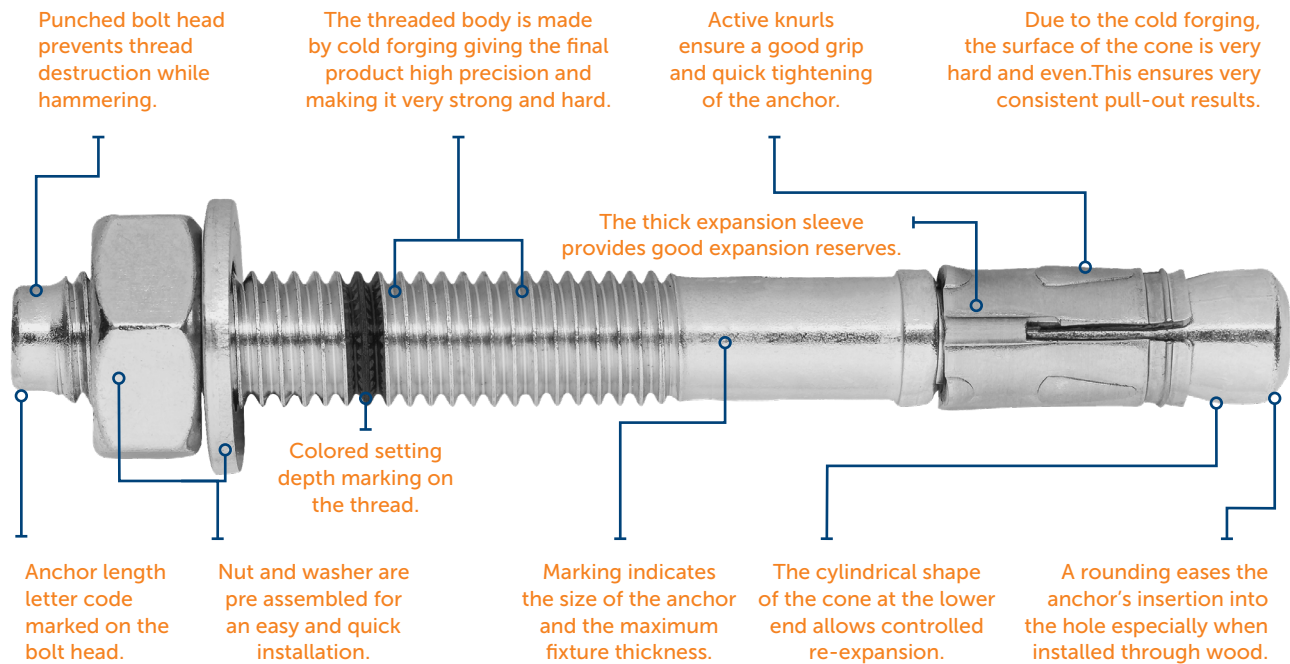 Punched bolt head
prevents thread
destruction while
hammering.
The threaded body is made
by cold forging giving the final
product high precision and
making it very strong and hard.
Active knurls
ensure a good grip
and quick tightening
of the anchor.
Due to the cold forging,
the surface of the cone is very
hard and even.This ensures very
consistent pull-out results.
The thick expansion sleeve
provides good expansion reserves.
Colored setting
depth marking on
the thread.
Anchor length
letter code
marked on the
bolt head.
Nut and washer are
pre assembled for
an easy and quick
installation.
Marking indicates
the size of the anchor
and the maximum
fixture thickness.
The cylindrical shape
of the cone at the lower
end allows controlled
re-expansion.
A rounding eases the
anchor’s insertion into
the hole especially when
installed through wood.